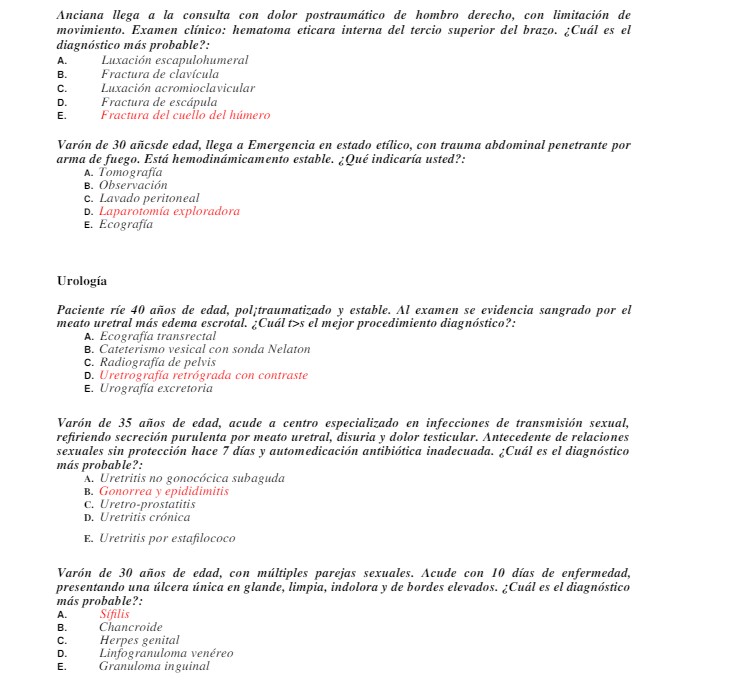 Anciana llega a la consulta con dolor postraumático de hombro derecho, con limitación de
movimiento. Examen clínico: hematoma eticara interna del tercio superior del brazo. ¿Cuál es el
diagnóstico más probable?:
A. Luxación escapulohumeral
B. Fractura de clavícula
C. Luxación acromioclavicular
D. Fractura de escápula
E. Fractura del cuello del húmero
Varón de 30 añcsde edad, llega a Emergencia en estado etílico, con trauma abdominal penetrante por
arma de fuego. Está hemodinámicamento estable. ¿Qué indicaría usted?:
A. Tomografía
B. Observación
C. Lavado peritoneal
D. Laparotomía exploradora
E. Ecografía
Urología
Paciente ríe 40 años de edad, pol¡traumatizado y estable. Al examen se evidencia sangrado por el
meato uretral más edema escrotal. ¿Cuál t>s el mejor procedimiento diagnóstico?:
A. Ecografía transrectal
B. Cateterismo vesical con sonda Nelaton
C. Radiografía de pelvis
D. Uretrografía retrógrada con contraste
E. Urografía excretoria
Varón de 35 años de edad, acude a centro especializado en infecciones de transmisión sexual,
refiriendo secreción purulenta por meato uretral, disuria y dolor testicular. Antecedente de relaciones
sexuales sin protección hace 7 días y automedicación antibiótica inadecuada. ¿Cuál es el diagnóstico
más probable?:
A. Uretritis no gonocócica subaguda
B. Gonorrea y epididimitis
C. Uretro-prostatitis
D. Uretritis crónica
E. Uretritis por estafilococo
Varón de 30 años de edad, con múltiples parejas sexuales. Acude con 10 días de enfermedad,
presentando una úlcera única en glande, limpia, indolora y de bordes elevados. ¿Cuál es el diagnóstico
más probable?:
A. Sífilis
B. Chancroide
C. Herpes genital
D. Linfogranuloma venéreo
E. Granuloma inguinal